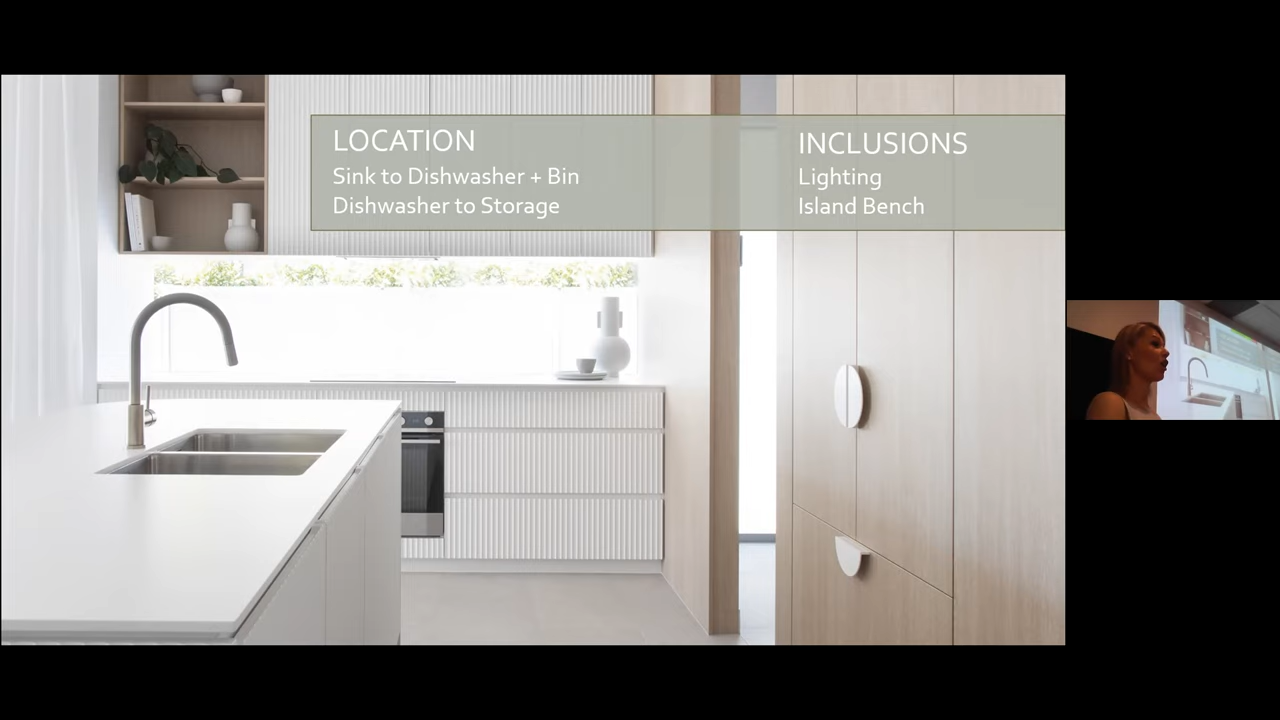 LOCATION
Sink to Dishwasher + Bin
Dishwasher to Storage
INCLUSIONS
Lighting
Island Bench